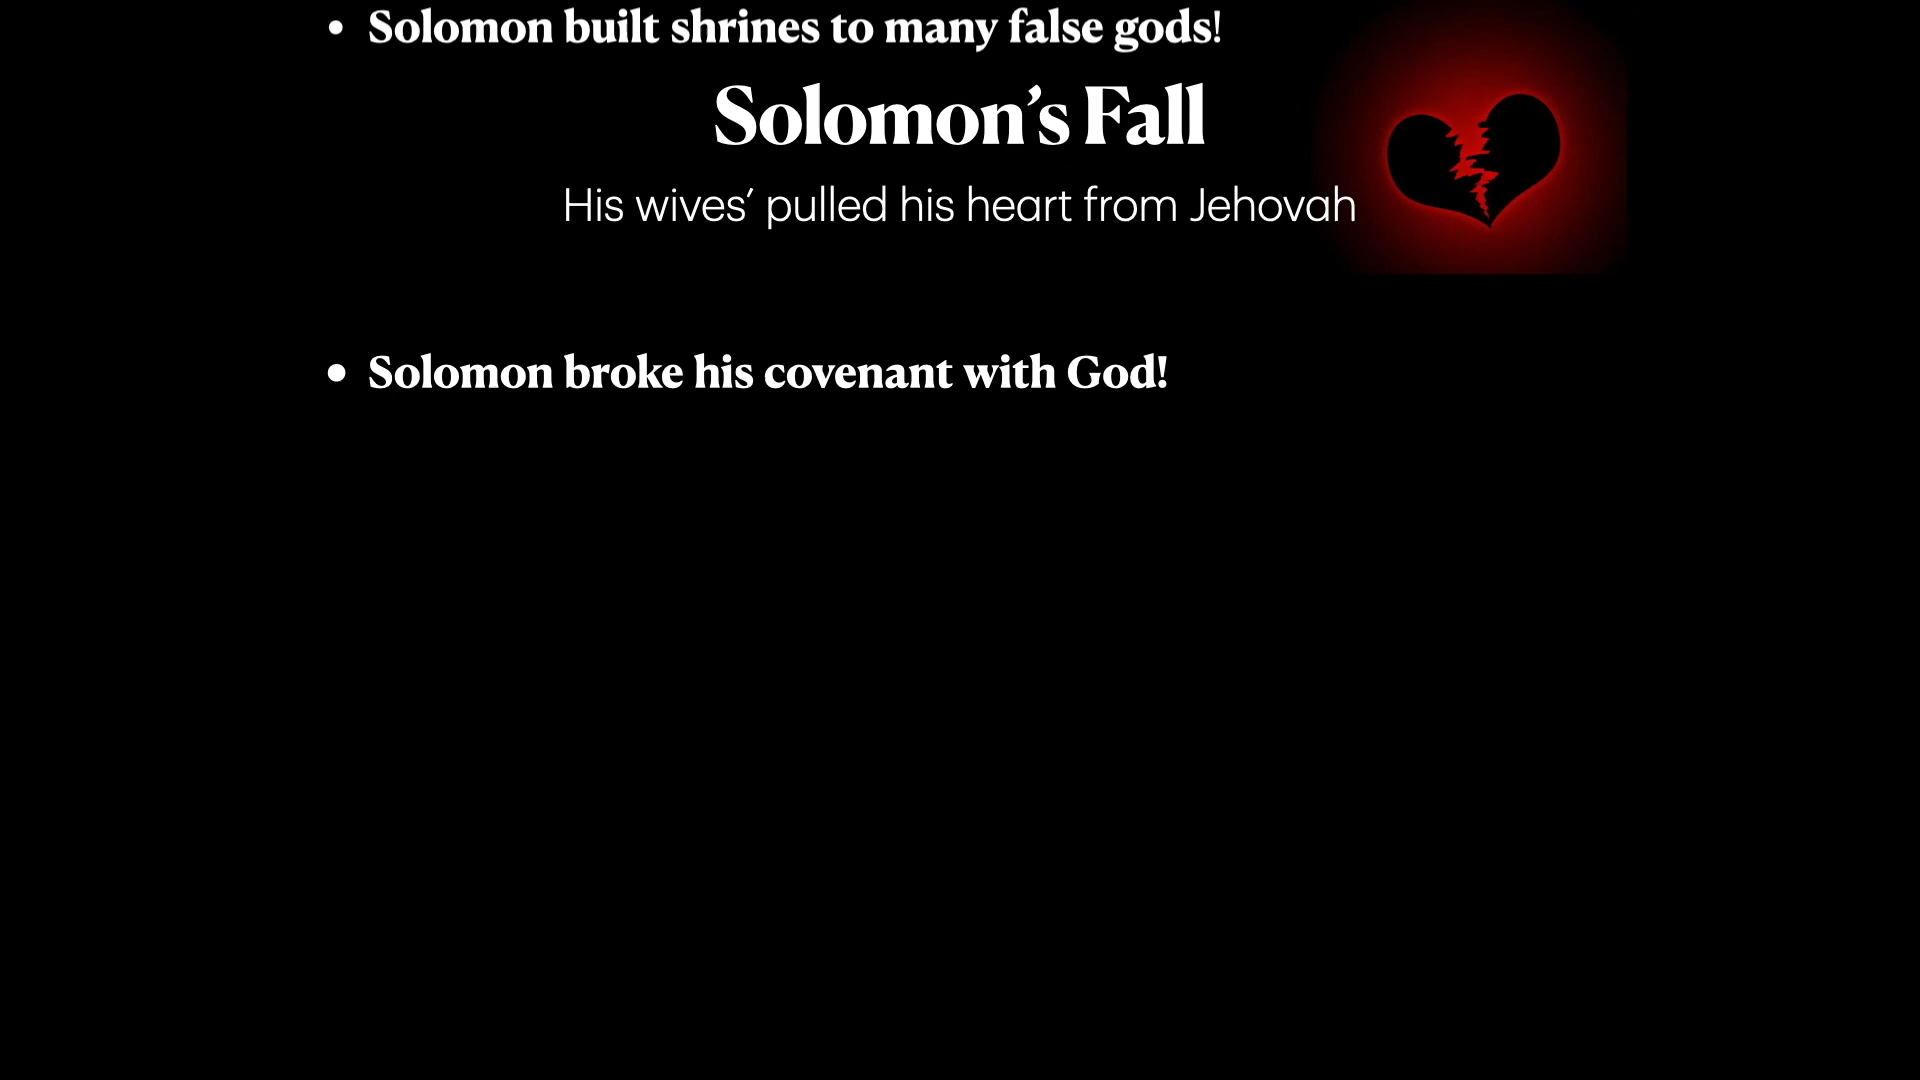 • Solomon built shrines to many false gods!
Solomon’s Fall
His wives’ pulled his heart from Jehovah
• Solomon broke his covenant with God!